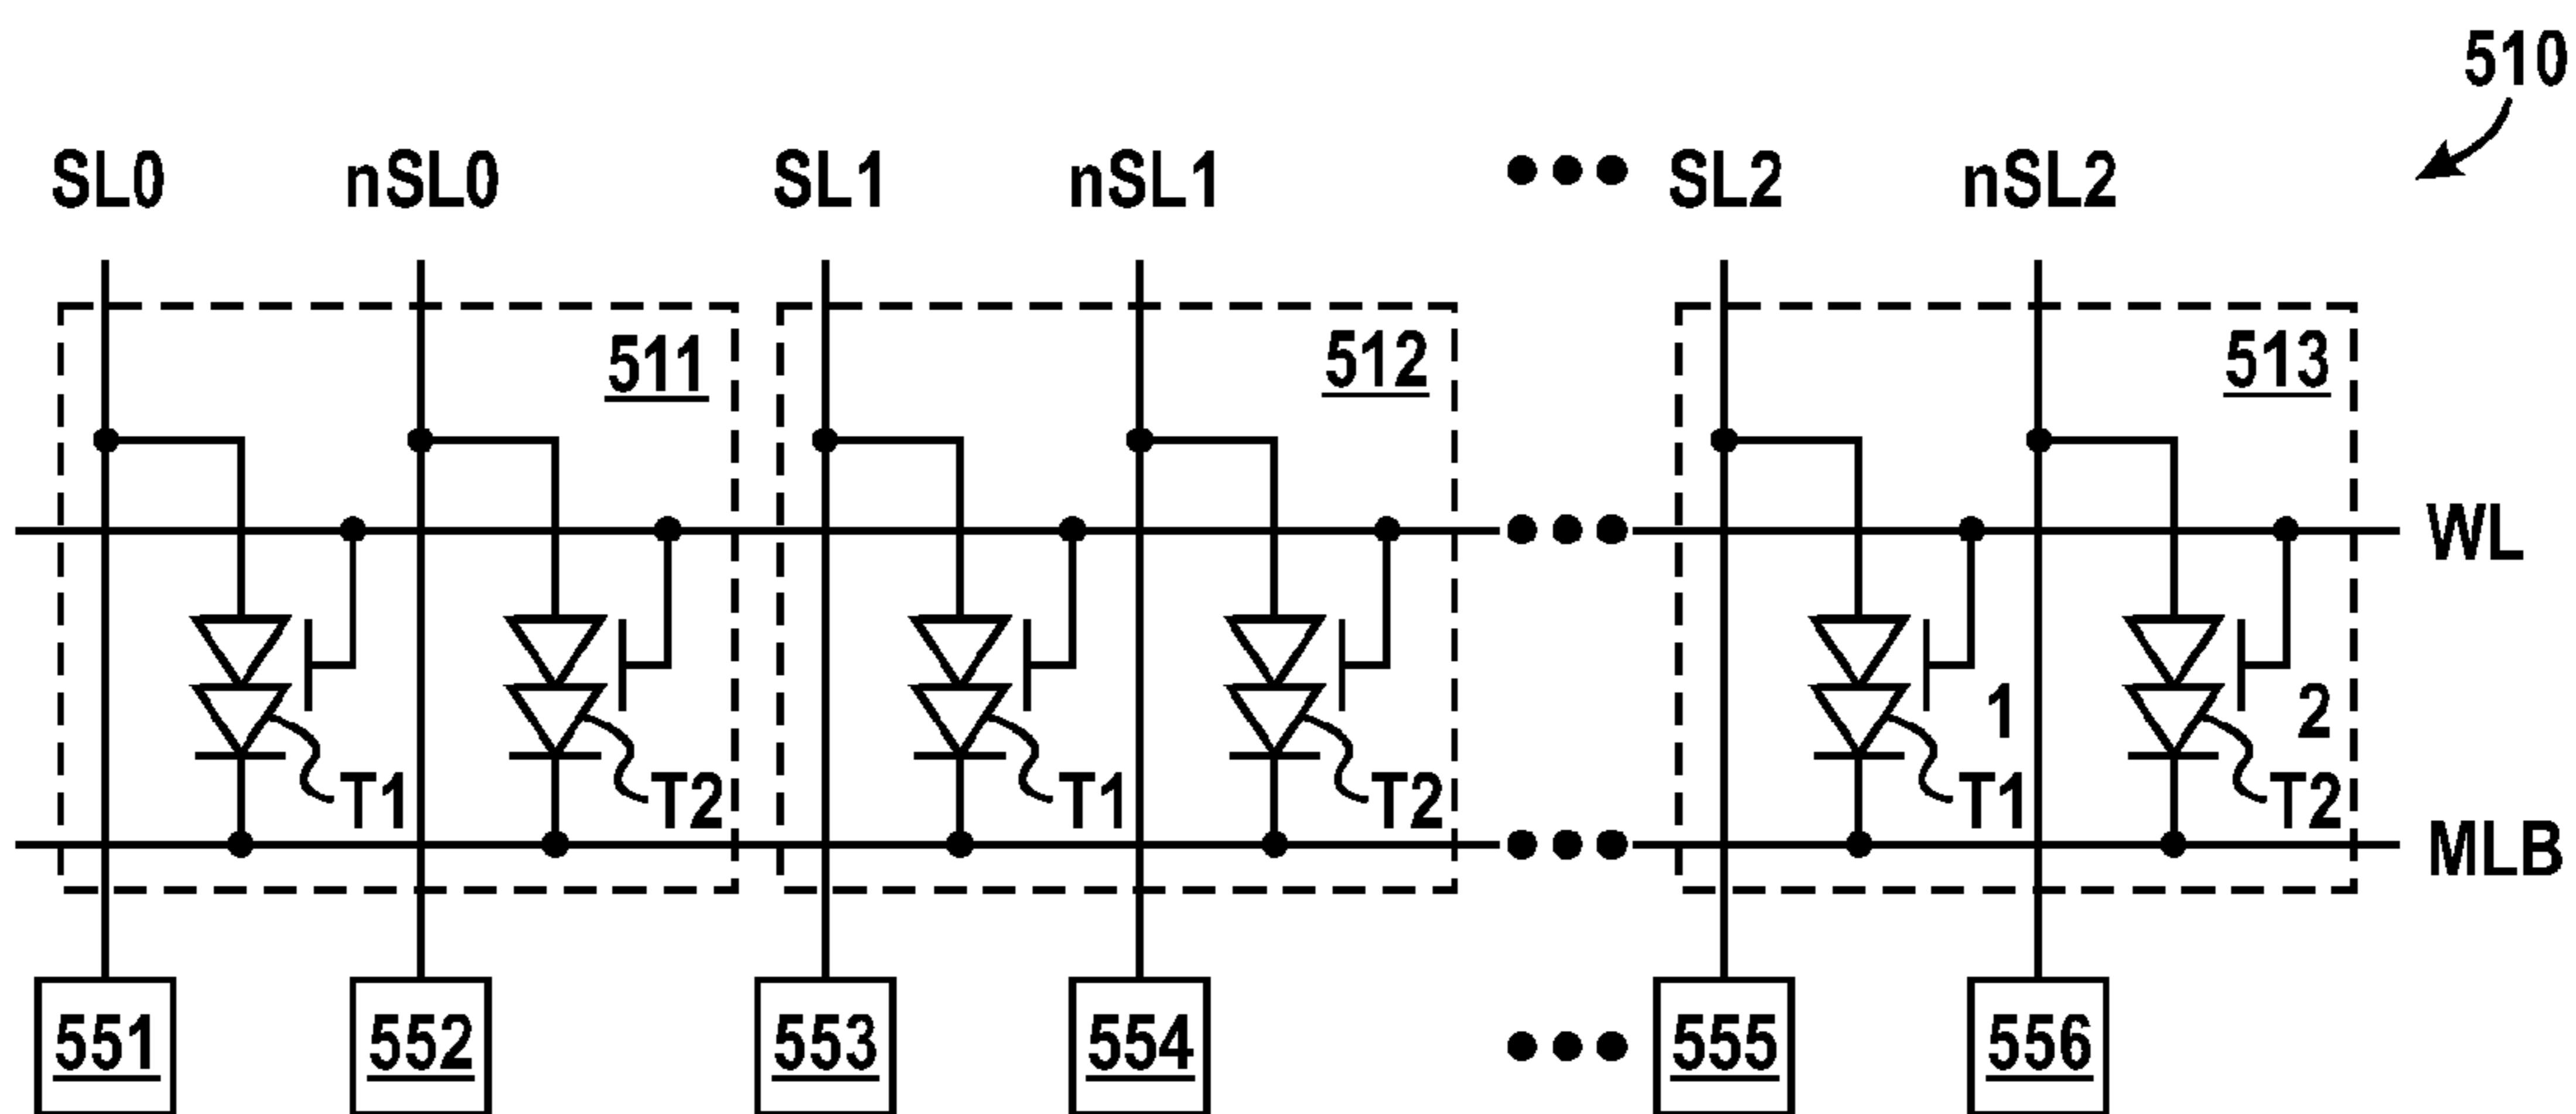 510
SL0 nSL0 SL1 nSL1 SL2 nSL2
511 512 513
WL
1 2
T1 T2 T1 T2 T1 T2
MLB
551 552 553 554 555 556